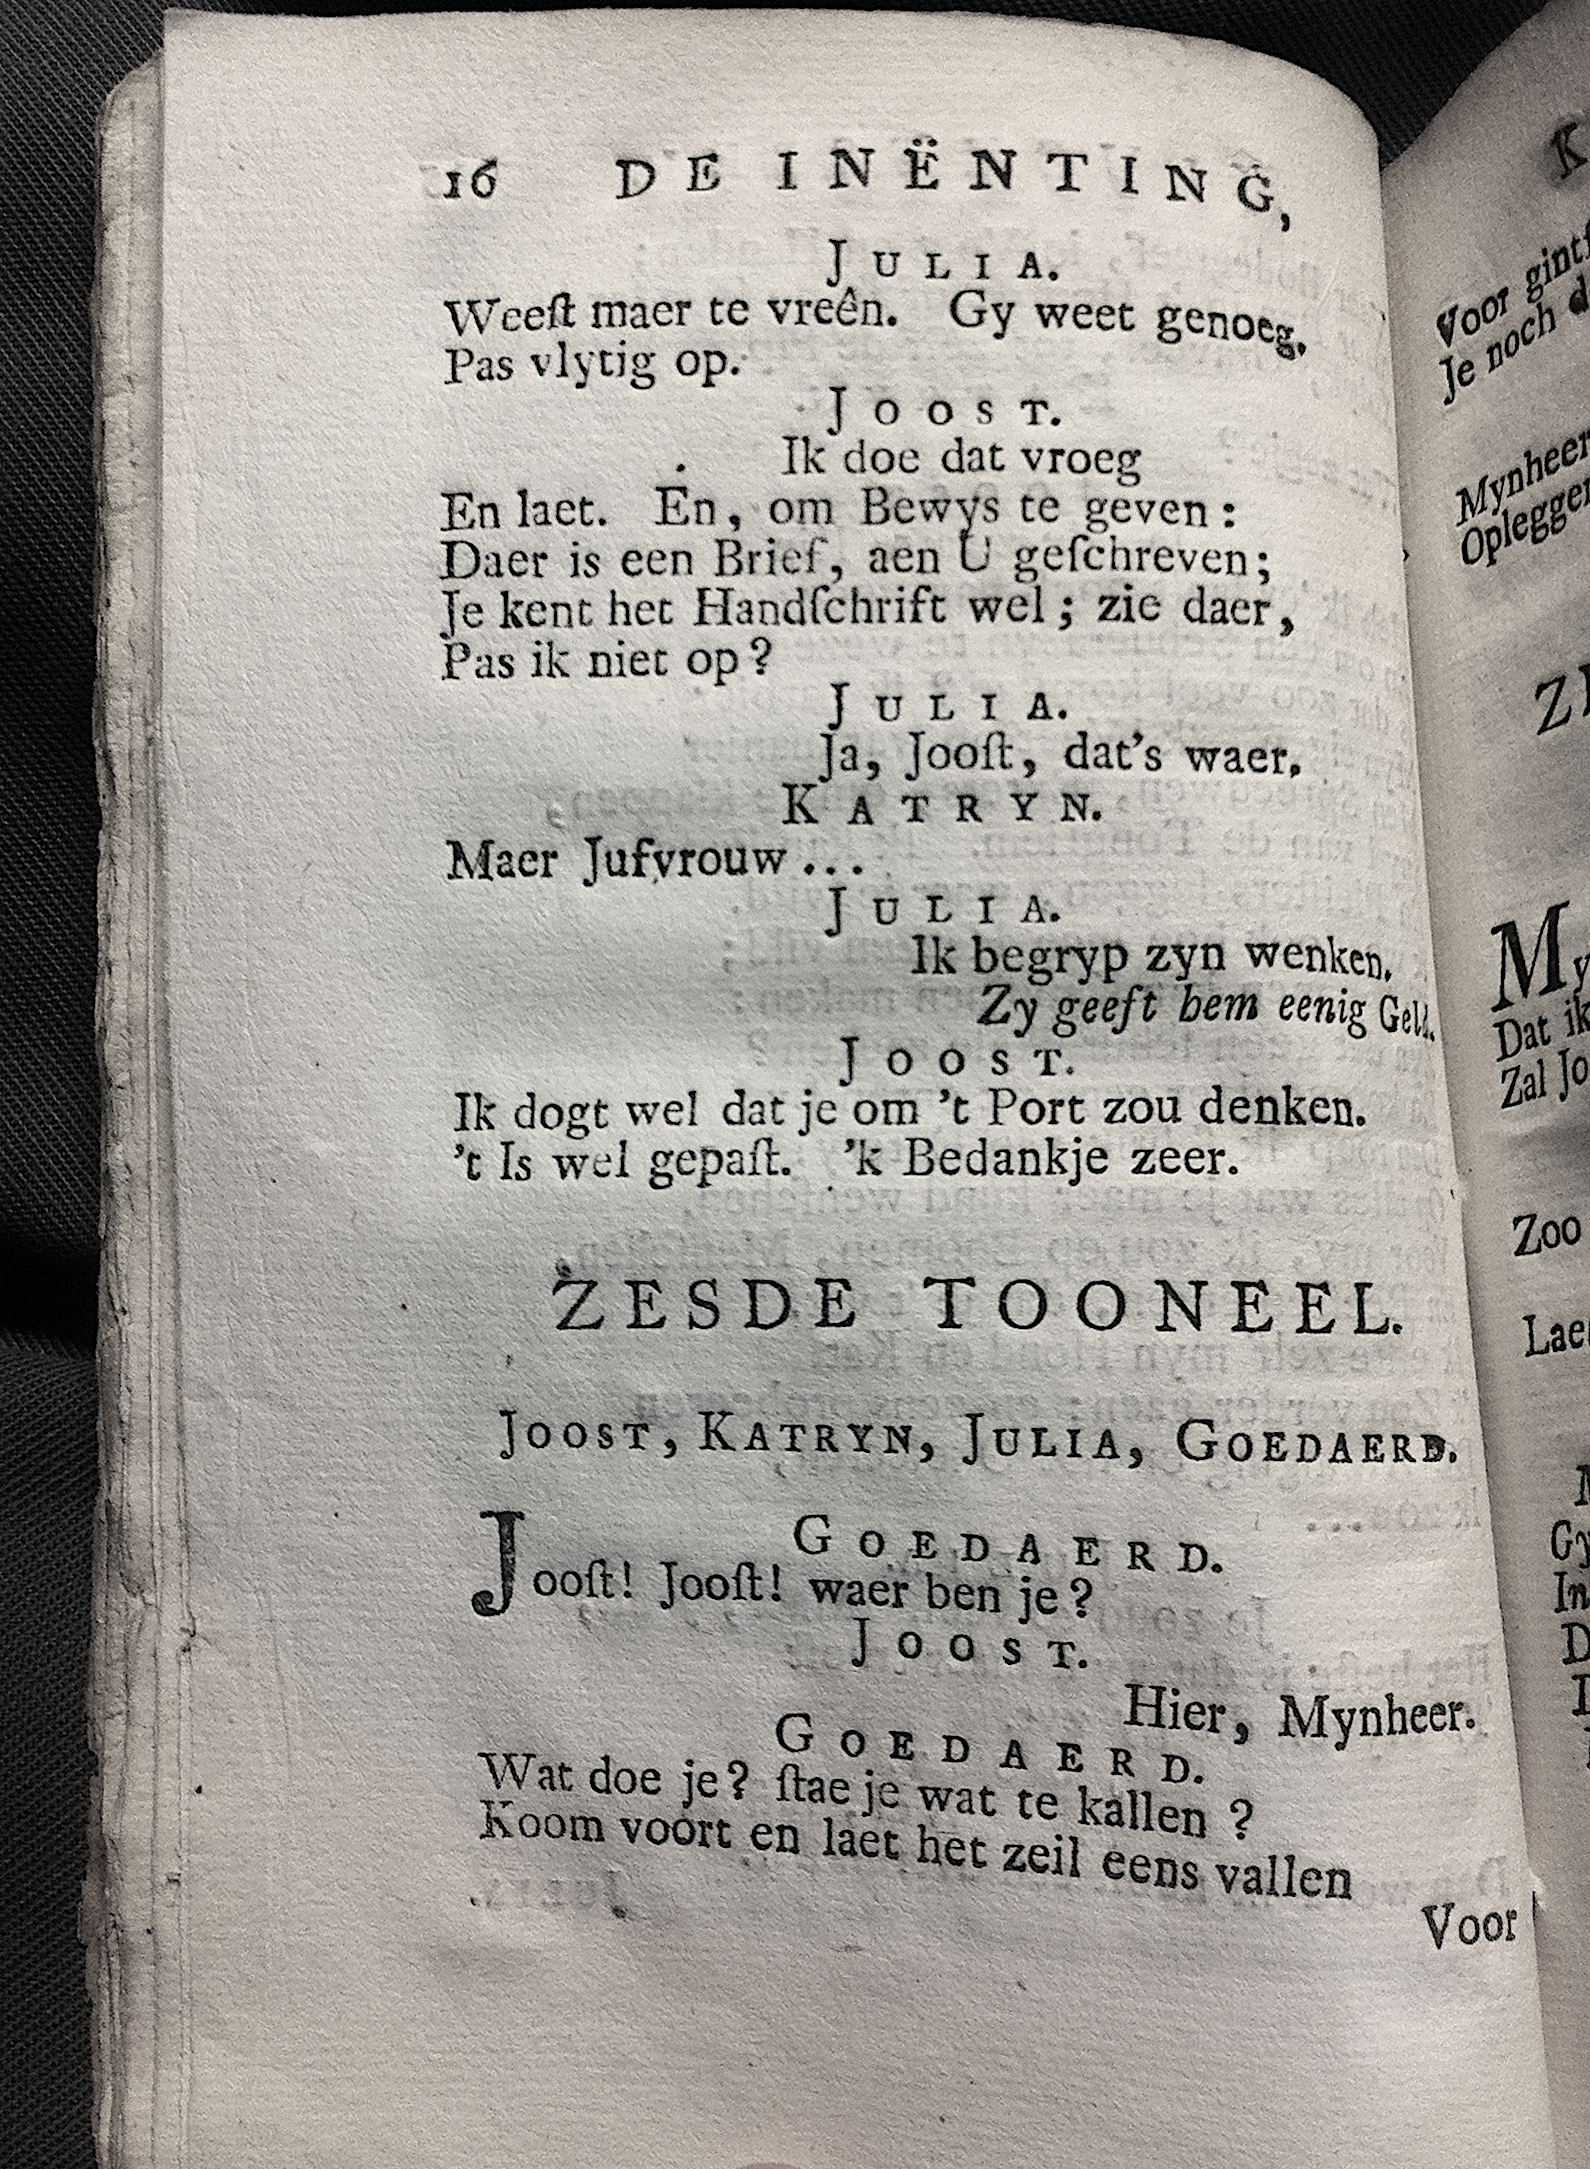 16 DE INËNTING,
JULIA.
Weeſt maer te vreên. Gy weet genoeg,
Pas vlytig op.
JOOST.
Ik doe dat vroeg
En laet. En, om Bewys te geven:
Daer is een Brief, aen U geſchreven;
Je kent het Handſchrift wel; zie daer,
Pas ik niet op?
JULIA.
Ja, Jooſt, dat's waer.
KATRYN.
Maer Jufvrouw...
JULIA.
Ik begryp zyn wenken.
Zy geeft hem eenig Geld.
JOOST.
Ik dogt wel dat je om 't Port zou denken.
't Is wel gepaſt. 'k Bedankje zeer.
ZESDE TOONEEL.
JOOST, KATRYN, JULIA, GOEDAERD.
GOEDAERD.
Jooſt! Jooſt! waer ben je?
JOOST.
Hier, Mynheer.
GOEDAERD.
Wat doe je? ſtae je wat te kallen?
Koom voort en laet het zeil eens vallen
Voor
Voor
Je noch
Mynheer
Dat ik
Zal
Zoo